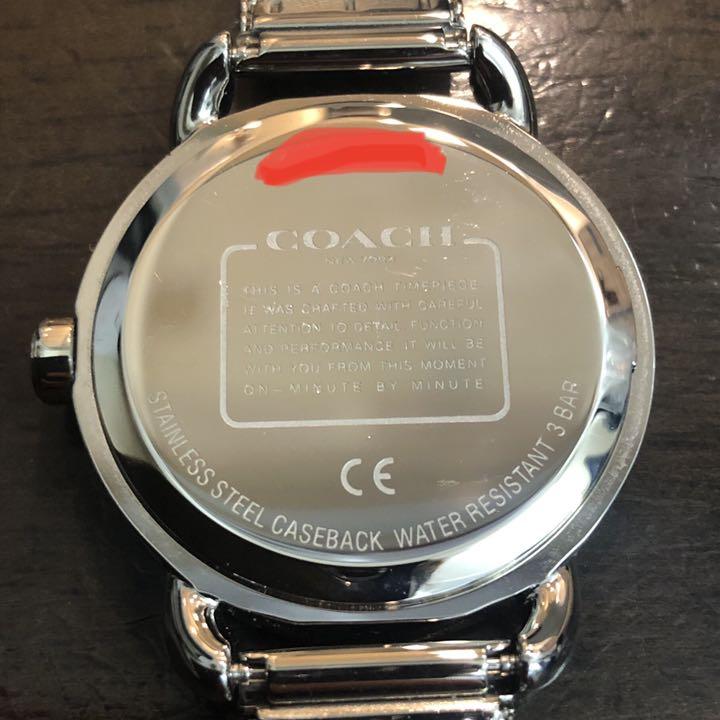 COACH
NEW YORK
THIS IS A COACH TIMEPIECE
IT WAS CRAFTED WITH CAREFUL
ATTENTION TO DETAIL FUNCTION
AND PERFORMANCE IT WILL BE
WITH YOU FROM THIS MOMENT
ON—MINUTE BY MINUTE
CE
STAINLESS STEEL CASEBACK WATER RESISTANT 3 BAR